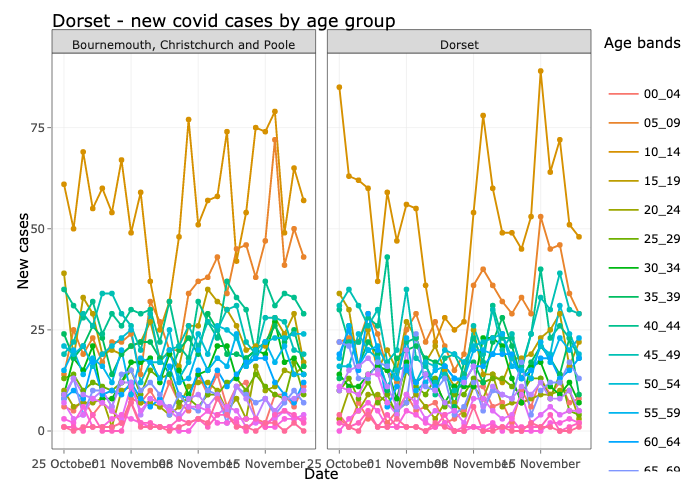 Dorset - new covid cases by age group
Bournemouth, Christchurch and Poole
Dorset
Age bands
00_04
05_09
10_14
15_19
20_24
25_29
30_34
35_39
40_44
45_49
50_54
55_59
60_64
65_69
New cases
75
50
25
0
25 October
01 November
08 November
15 November
25 October
01 November
08 November
15 November
Date